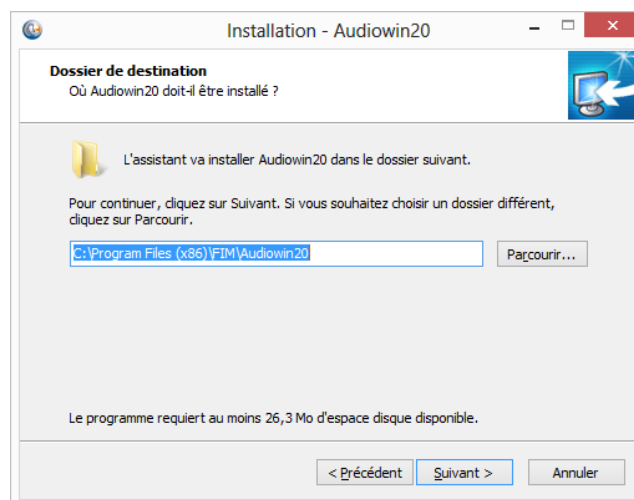 Installation - Audiowin20
Dossier de destination
Où Audiowin20 doit-il être installé ?
L'assistant va installer Audiowin20 dans le dossier suivant.
Pour continuer, cliquez sur Suivant. Si vous souhaitez choisir un dossier différent,
cliquez sur Parcourir.
C:\Program Files (x86)\FIM\Audiowin20
Parcourir...
Le programme requiert au moins 26,3 Mo d'espace disque disponible.
< Précédent
Suivant >
Annuler